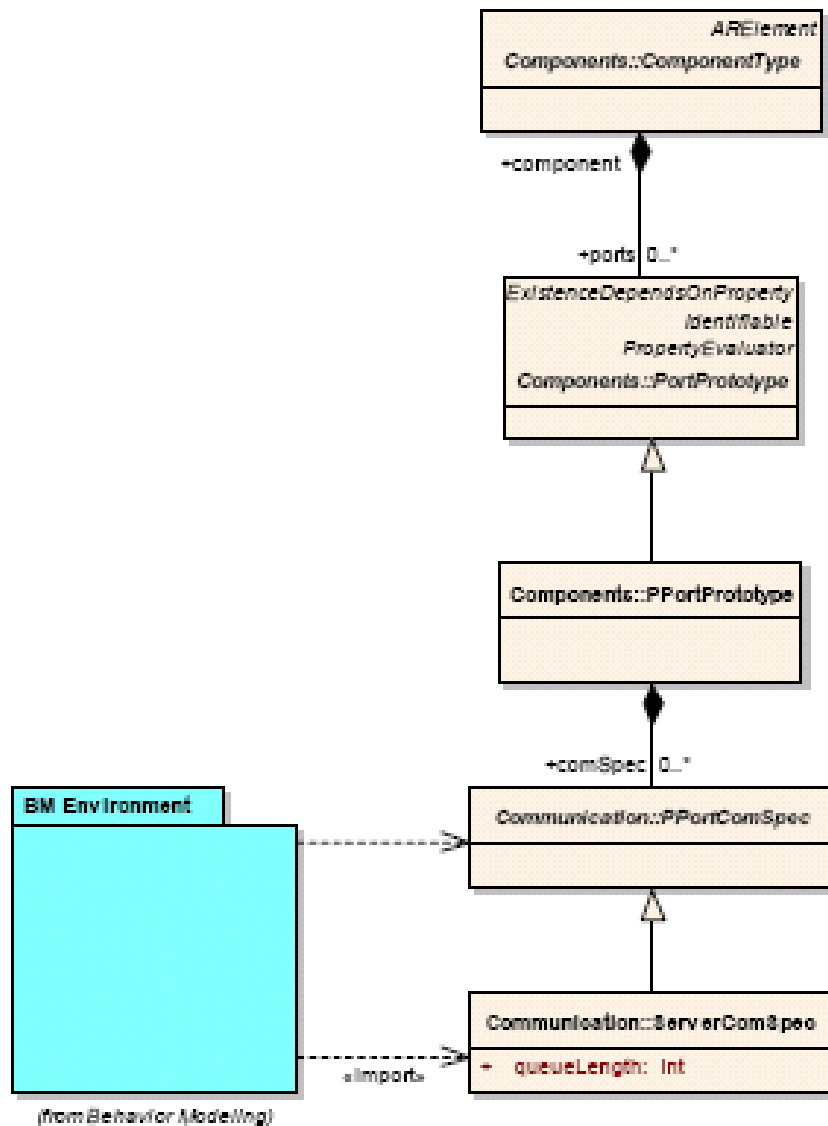 ARElement
Components::ComponentType
+component
+ports 0..*
ExistenceDependsOnProperty
Identifiable
PropertyEvaluator
Components::PortPrototype
Components::PPortPrototype
+comSpec 0..*
BM Environment
Communication::PPortComSpec
Communication::ServerComSpec
+ queueLength: Int
«import»
(from Behavior Modeling)